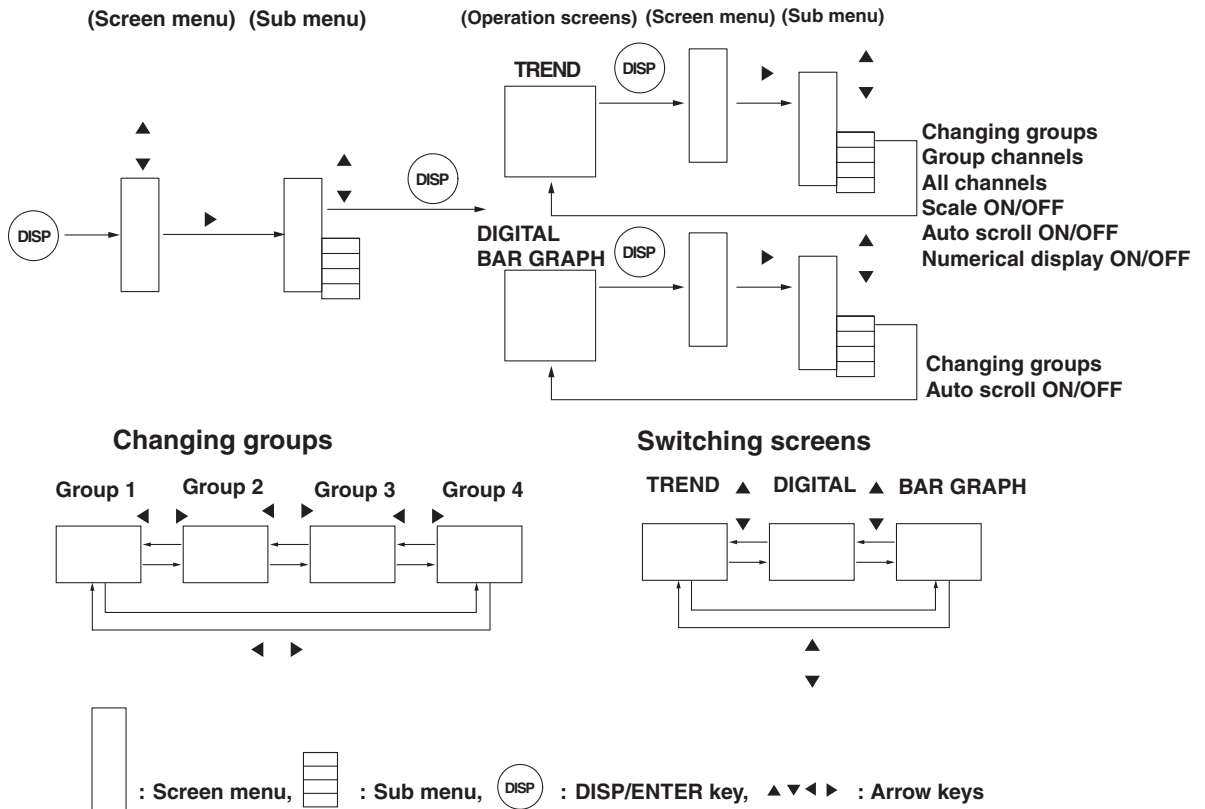 (Screen menu) (Sub menu)
(Operation screens) (Screen menu) (Sub menu)
TREND
DISP
DISP
DISP
Changing groups
Group channels
All channels
Scale ON/OFF
Auto scroll ON/OFF
Numerical display ON/OFF
DIGITAL
BAR GRAPH
DISP
Changing groups
Auto scroll ON/OFF
Changing groups
Group 1 Group 2 Group 3 Group 4
Switching screens
TREND DIGITAL BAR GRAPH
: Screen menu, : Sub menu, DISP : DISP/ENTER key, ▲▼◀ ▶ : Arrow keys